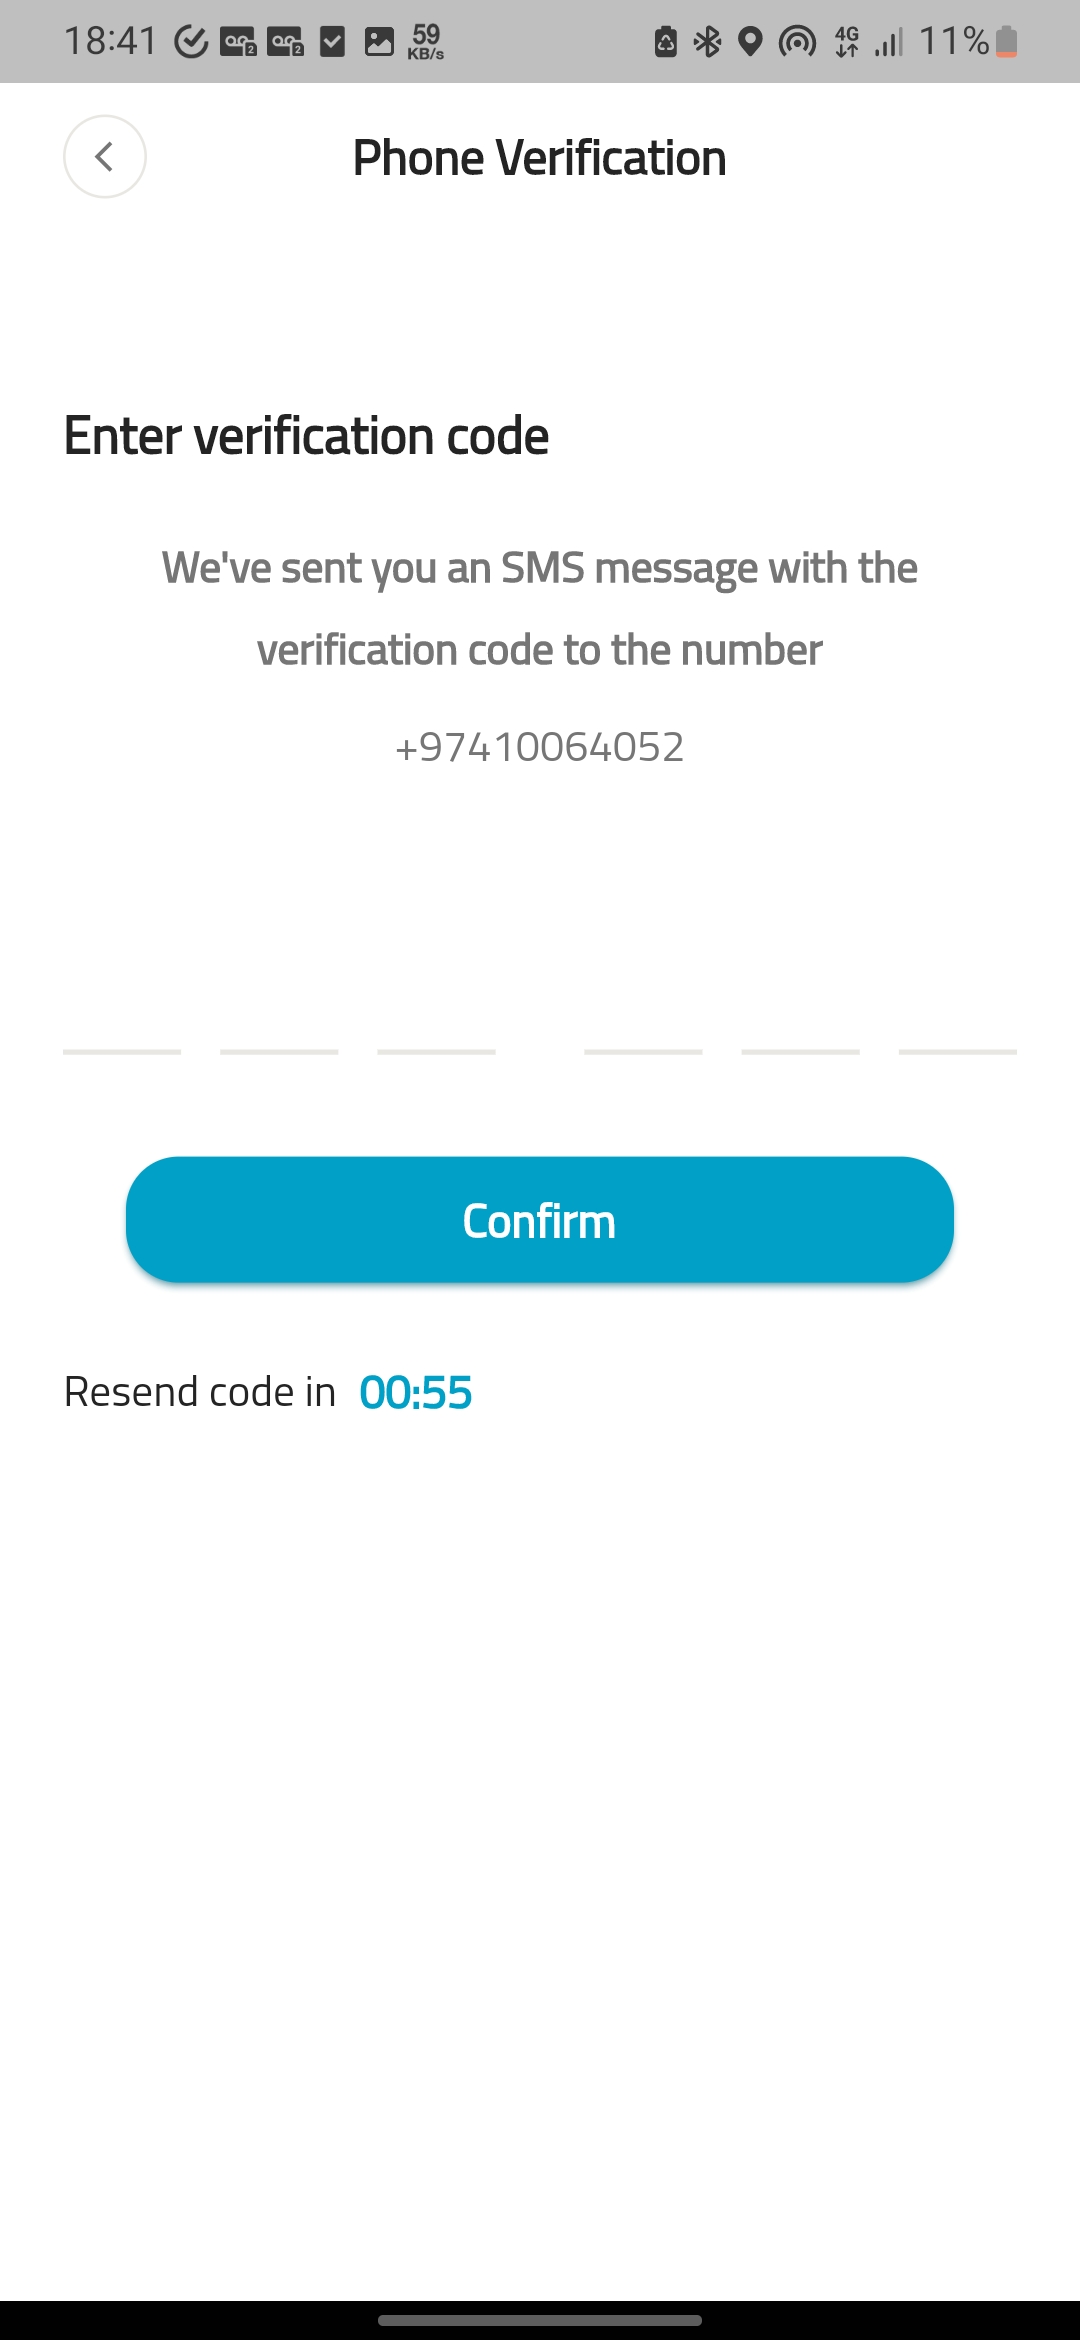 18:41 59 KB/s 4G 11%
Phone Verification
Enter verification code
We've sent you an SMS message with the
verification code to the number
+97410064052
Confirm
Resend code in 00:55